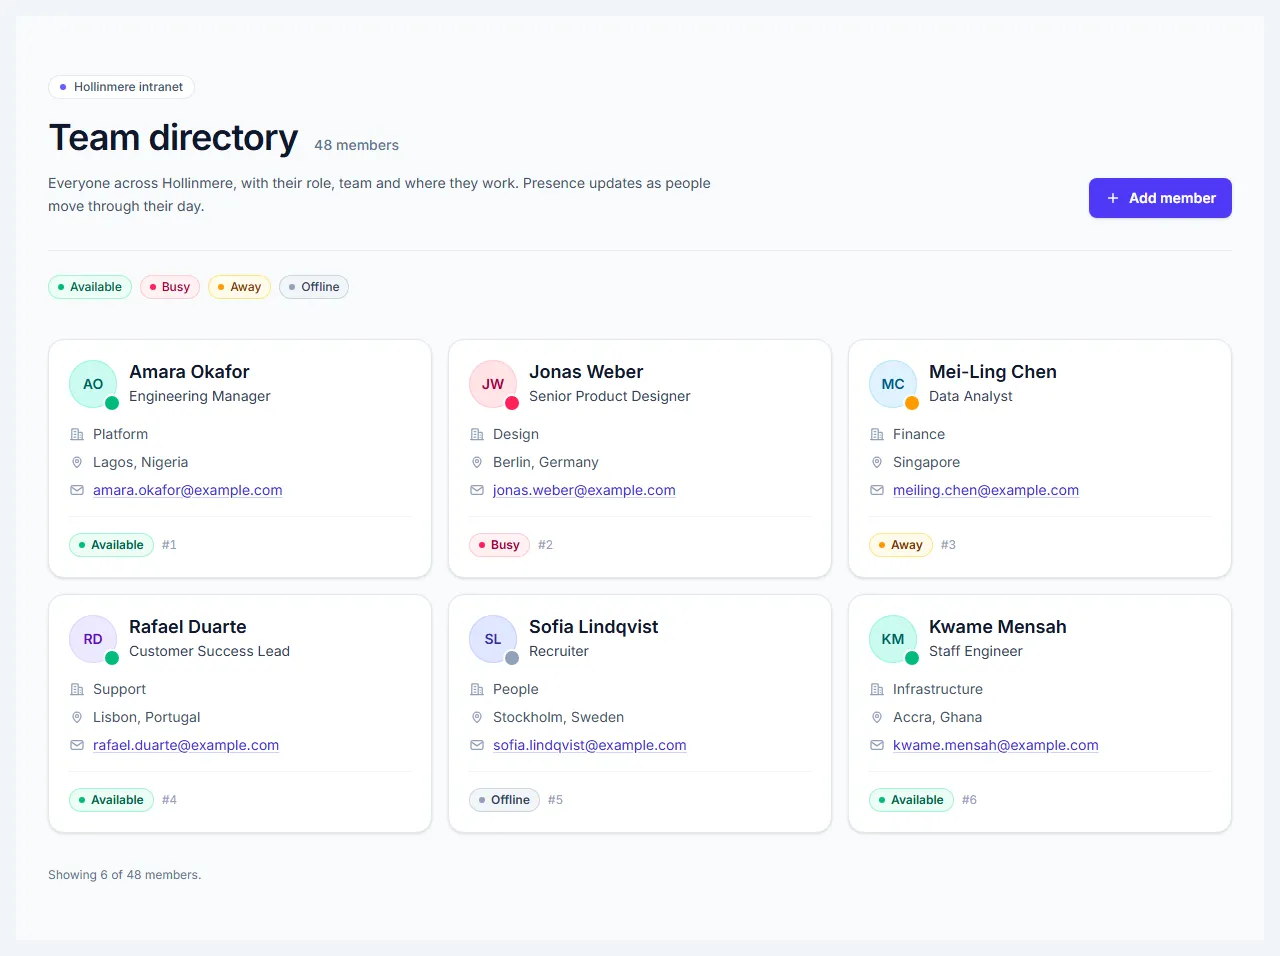 Hollinmere intranet
Team directory 48 members
Everyone across Hollinmere, with their role, team and where they work. Presence updates as people
move through their day.
+ Add member
Available Busy Away Offline
AO Amara Okafor
Engineering Manager
Platform
Lagos, Nigeria
amara.okafor@example.com
Available #1
JW Jonas Weber
Senior Product Designer
Design
Berlin, Germany
jonas.weber@example.com
Busy #2
MC Mei-Ling Chen
Data Analyst
Finance
Singapore
meiling.chen@example.com
Away #3
RD Rafael Duarte
Customer Success Lead
Support
Lisbon, Portugal
rafael.duarte@example.com
Available #4
SL Sofia Lindqvist
Recruiter
People
Stockholm, Sweden
sofia.lindqvist@example.com
Offline #5
KM Kwame Mensah
Staff Engineer
Infrastructure
Accra, Ghana
kwame.mensah@example.com
Available #6
Showing 6 of 48 members.